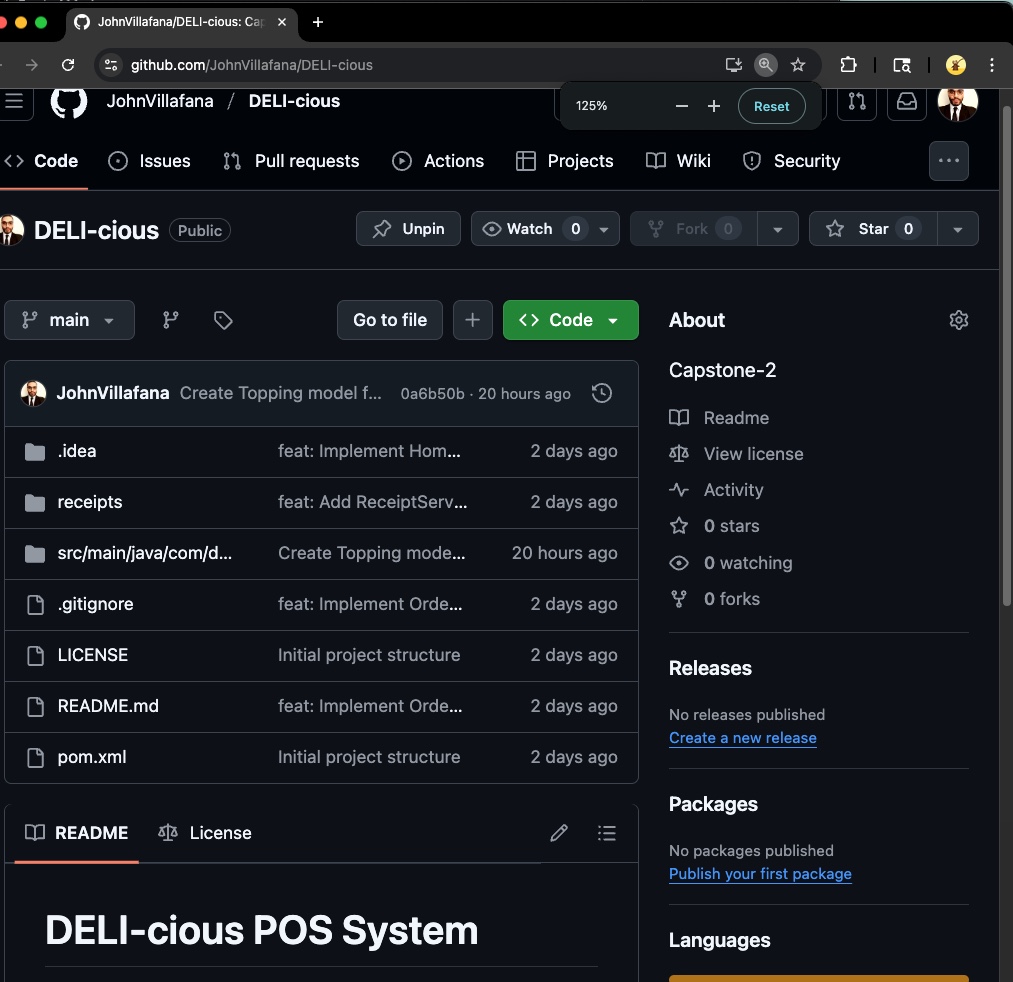 JohnVillafana/DELI-cious: Cap
github.com/JohnVillafana/DELI-cious
JohnVillafana / DELI-cious
125% Reset
Code Issues Pull requests Actions Projects Wiki Security
DELI-cious Public Unpin Watch 0 Fork 0 Star 0
main Go to file Code
JohnVillafana Create Topping model f... 0a6b50b · 20 hours ago
.idea feat: Implement Hom... 2 days ago
receipts feat: Add ReceiptServ... 2 days ago
src/main/java/com/d... Create Topping mode... 20 hours ago
.gitignore feat: Implement Orde... 2 days ago
LICENSE Initial project structure 2 days ago
README.md feat: Implement Orde... 2 days ago
pom.xml Initial project structure 2 days ago
README License
DELI-cious POS System
About
Capstone-2
Readme
View license
Activity
0 stars
0 watching
0 forks
Releases
No releases published
Create a new release
Packages
No packages published
Publish your first package
Languages